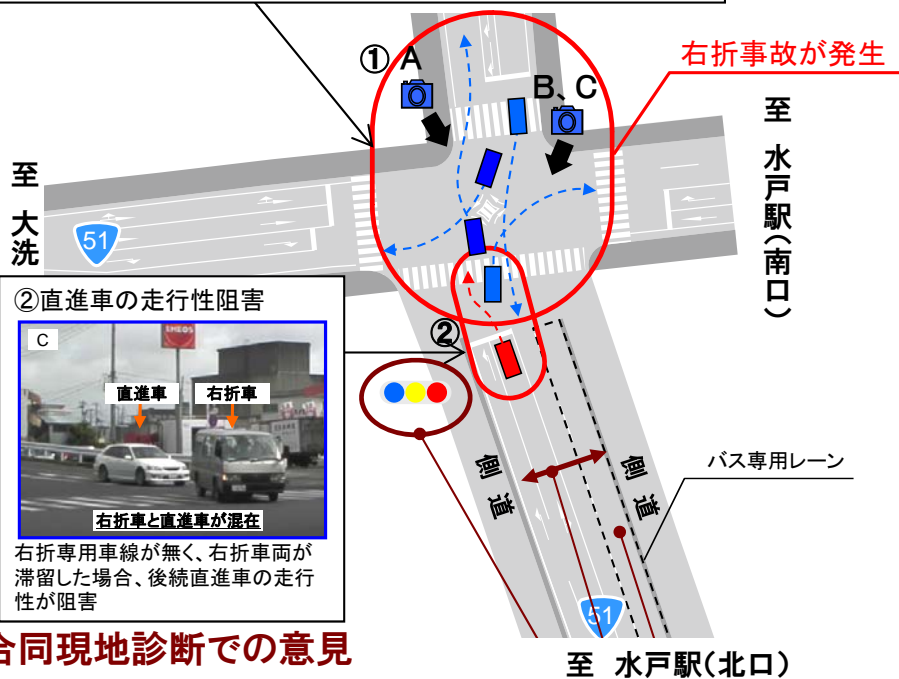 ① A
B、C
右折事故が発生
至 水戸駅(南口)
至 大洗
51
②直進車の走行性阻害
C
ENEOS
直進車
右折車
右折車と直進車が混在
右折専用車線が無く、右折車両が
滞留した場合、後続直進車の走行
性が阻害
②
側道
側道
バス専用レーン
51
合同現地診断での意見
至 水戸駅(北口)